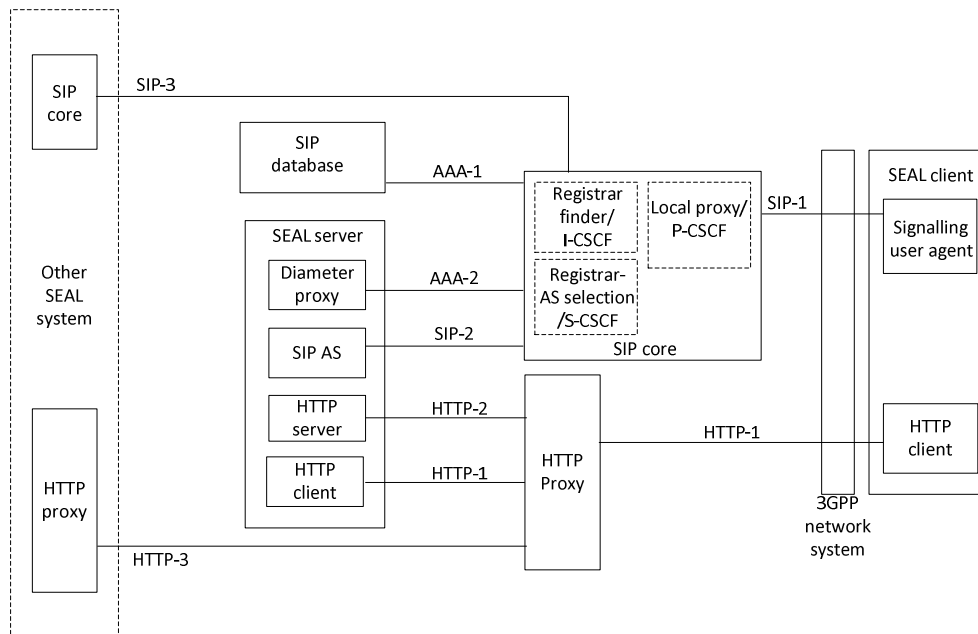 SIP
core
SIP-3
SIP
database
AAA-1
Registrar
finder/
I-CSCF
Local proxy/
P-CSCF
SIP-1
SEAL client
Signalling
user agent
SEAL server
Diameter
proxy
AAA-2
Registrar-
AS selection
/S-CSCF
SIP core
Other
SEAL
system
SIP AS
SIP-2
HTTP
server
HTTP-2
HTTP
client
HTTP-1
HTTP
Proxy
HTTP-1
HTTP
client
HTTP
proxy
HTTP-3
3GPP
network
system